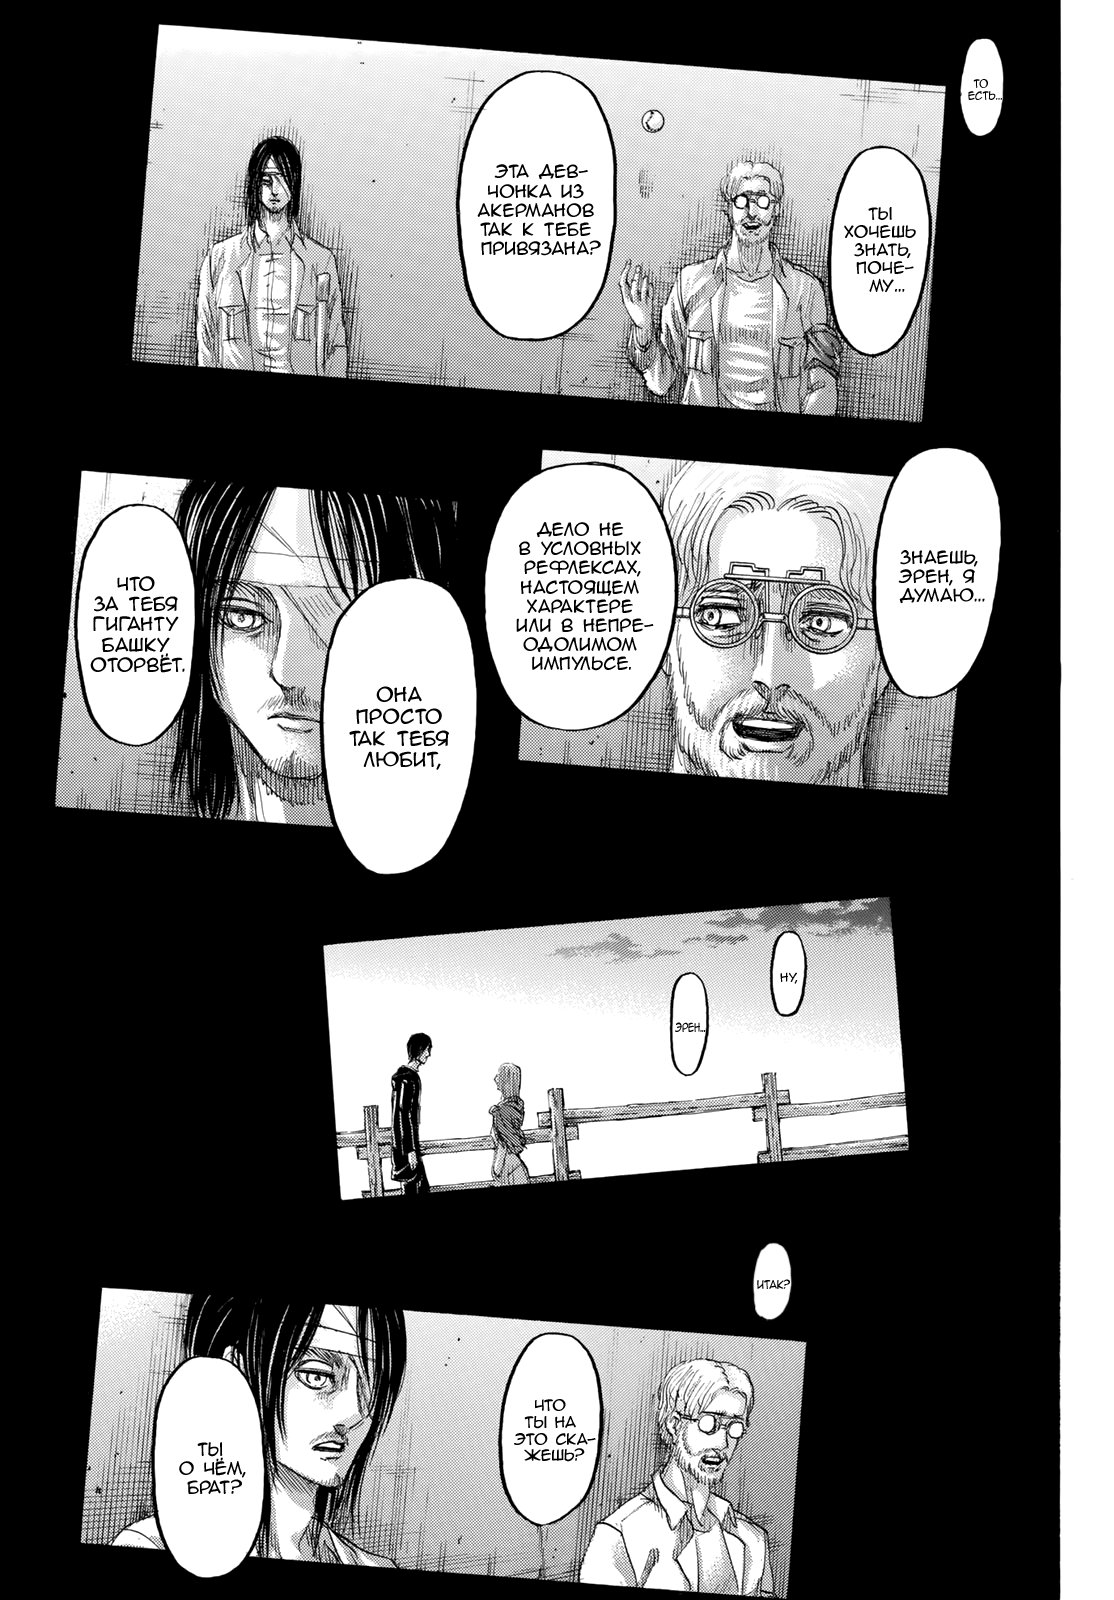 ТО
ЕСТЬ...
ТЫ
ХОЧЕШЬ
ЗНАТЬ,
ПОЧЕ-
МУ...
ЭТА ДЕВ-
ЧОНКА ИЗ
АКЕРМАНОВ
ТАК К ТЕБЕ
ПРИВЯЗАНА?
ЗНАЕШЬ,
ЭРЕН, Я
ДУМАЮ...
ДЕЛО НЕ
В УСЛОВНЫХ
РЕФЛЕКСАХ,
НАСТОЯЩЕМ
ХАРАКТЕРЕ
ИЛИ В НЕПРЕ-
ОДОЛИМОМ
ИМПУЛЬСЕ.
ОНА
ПРОСТО
ТАК ТЕБЯ
ЛЮБИТ,
ЧТО
ЗА ТЕБЯ
ГИГАНТУ
БАШКУ
ОТОРВЁТ.
НУ,
ЭРЕН...
ИТАК?
ЧТО
ТЫ НА
ЭТО СКА-
ЖЕШЬ?
ТЫ
О ЧЁМ,
БРАТ?